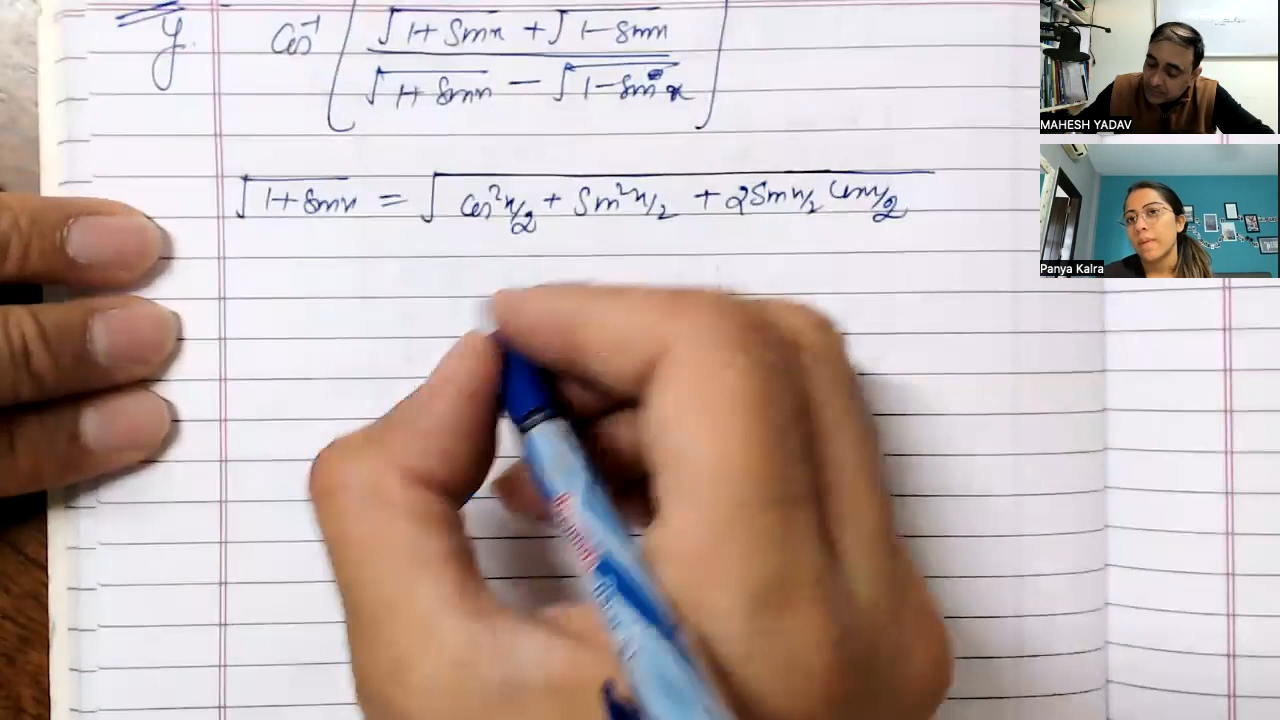 y. Cos⁻¹ ( √1+Sinx + √1-Sinx
√1+Sinx - √1-Sin x )
√1+Sinx = √Cos²x/2 + Sin²x/2 + 2Sinx/2 Cosx/2
MAHESH YADAV
Panya Kalra